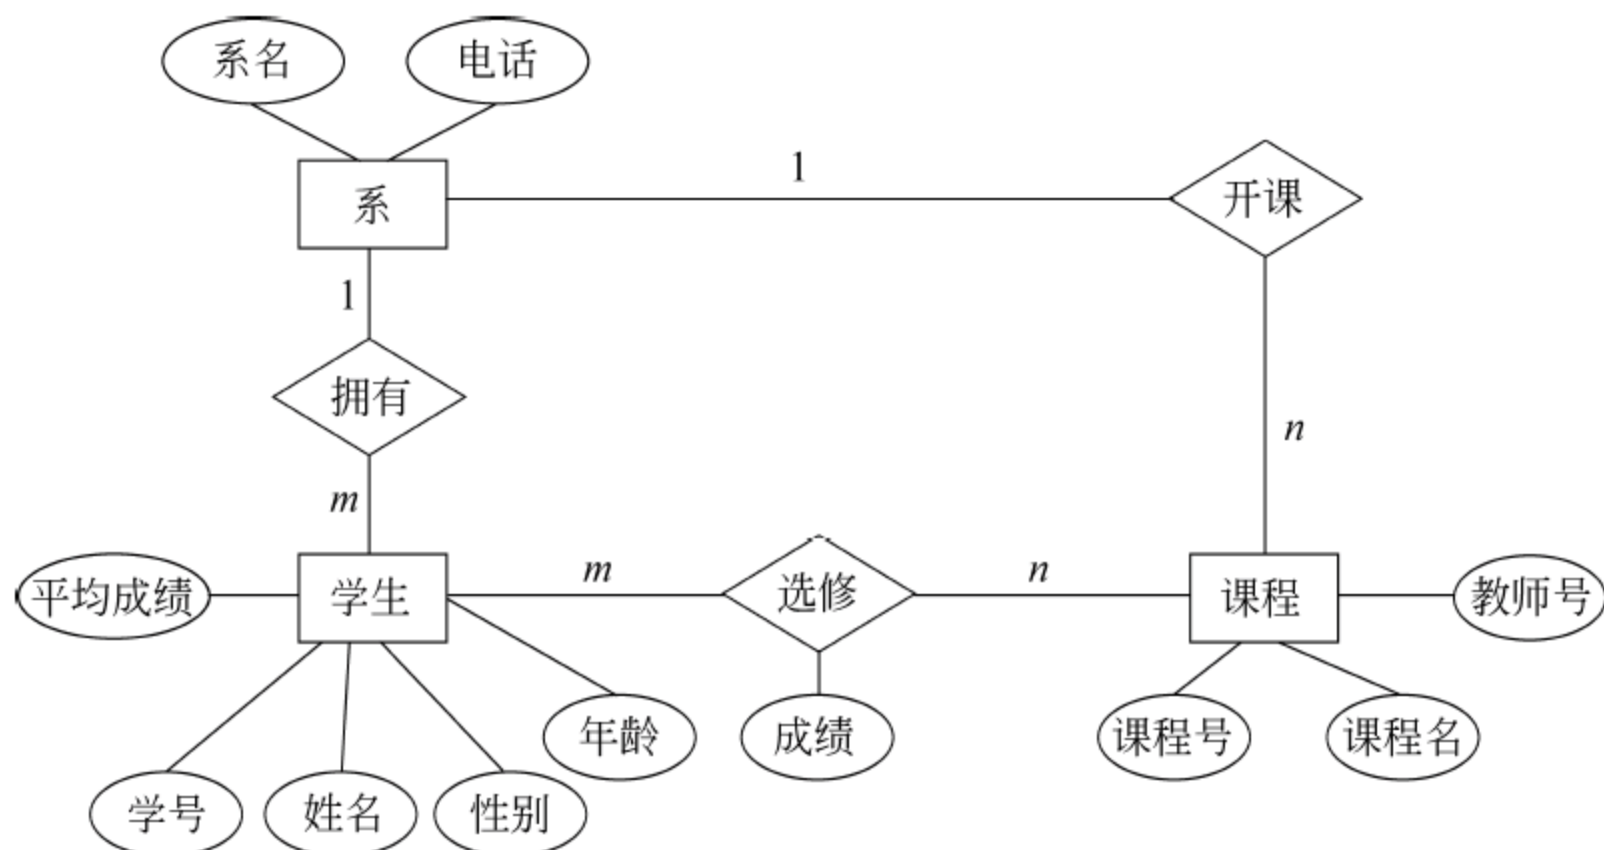 系名
电话
系
1
开课
1
拥有
n
m
平均成绩
学生
m
选修
n
课程
教师号
年龄
成绩
课程号
课程名
学号
姓名
性别